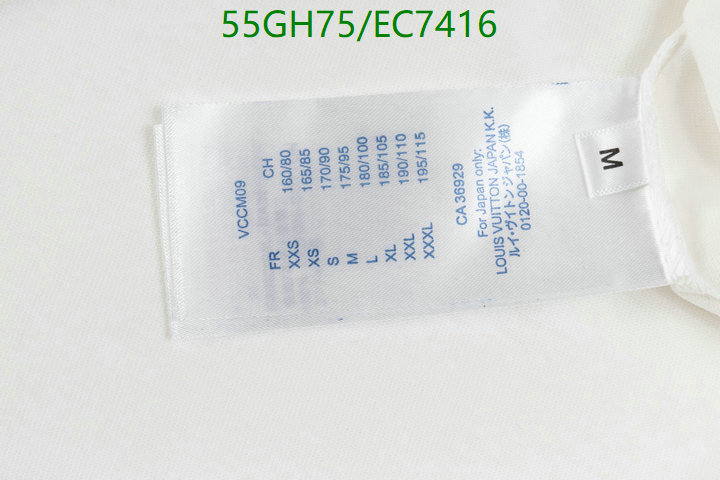 55GH75/EC7416
VCCM09
FR CH
XXS 160/80
XS 165/85
S 170/90
M 175/95
L 180/100
XL 185/105
XXL 190/110
XXXL 195/115
CA 36929
For Japan only:
LOUIS VUITTON JAPAN K.K.
ルイ・ヴィトン ジャパン(株)
0120-00-1854
M